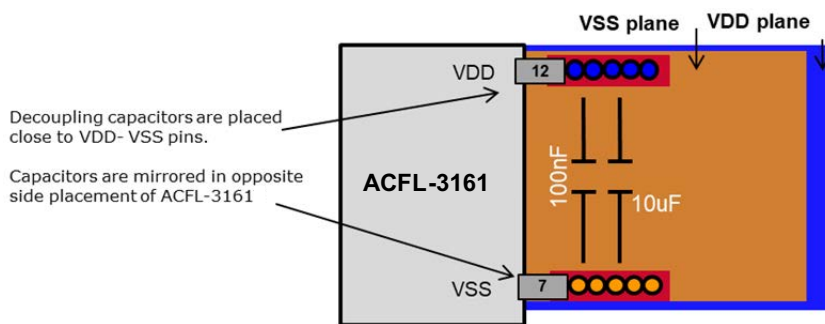 VSS plane VDD plane
VDD 12
Decoupling capacitors are placed
close to VDD- VSS pins.
Capacitors are mirrored in opposite
side placement of ACFL-3161
ACFL-3161
100nF
10uF
VSS 7